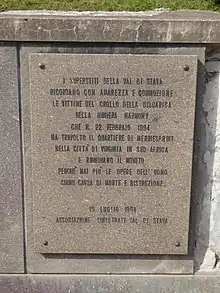 I SUPERSTITI DELLA VAL DI STAVA
RICORDANO CON AMAREZZA E COMMOZIONE
LE VITTIME DEL CROLLO DELLA DISCARICA
DELLA MINIERA HARMONY
CHE IL 22 FEBBRAIO 1994
HA TRAVOLTO IL QUARTIERE DI MERRIESPRUIT
NELLA CITTÀ DI VIRGINIA IN SUD AFRICA
E RINNOVANO IL MONITO
PERCHÉ MAI PIÙ LE OPERE DELL'UOMO
SIANO CAUSA DI MORTE E DISTRUZIONE.
19 LUGLIO 1994
ASSOCIAZIONE SINISTRATI VAL DI STAVA